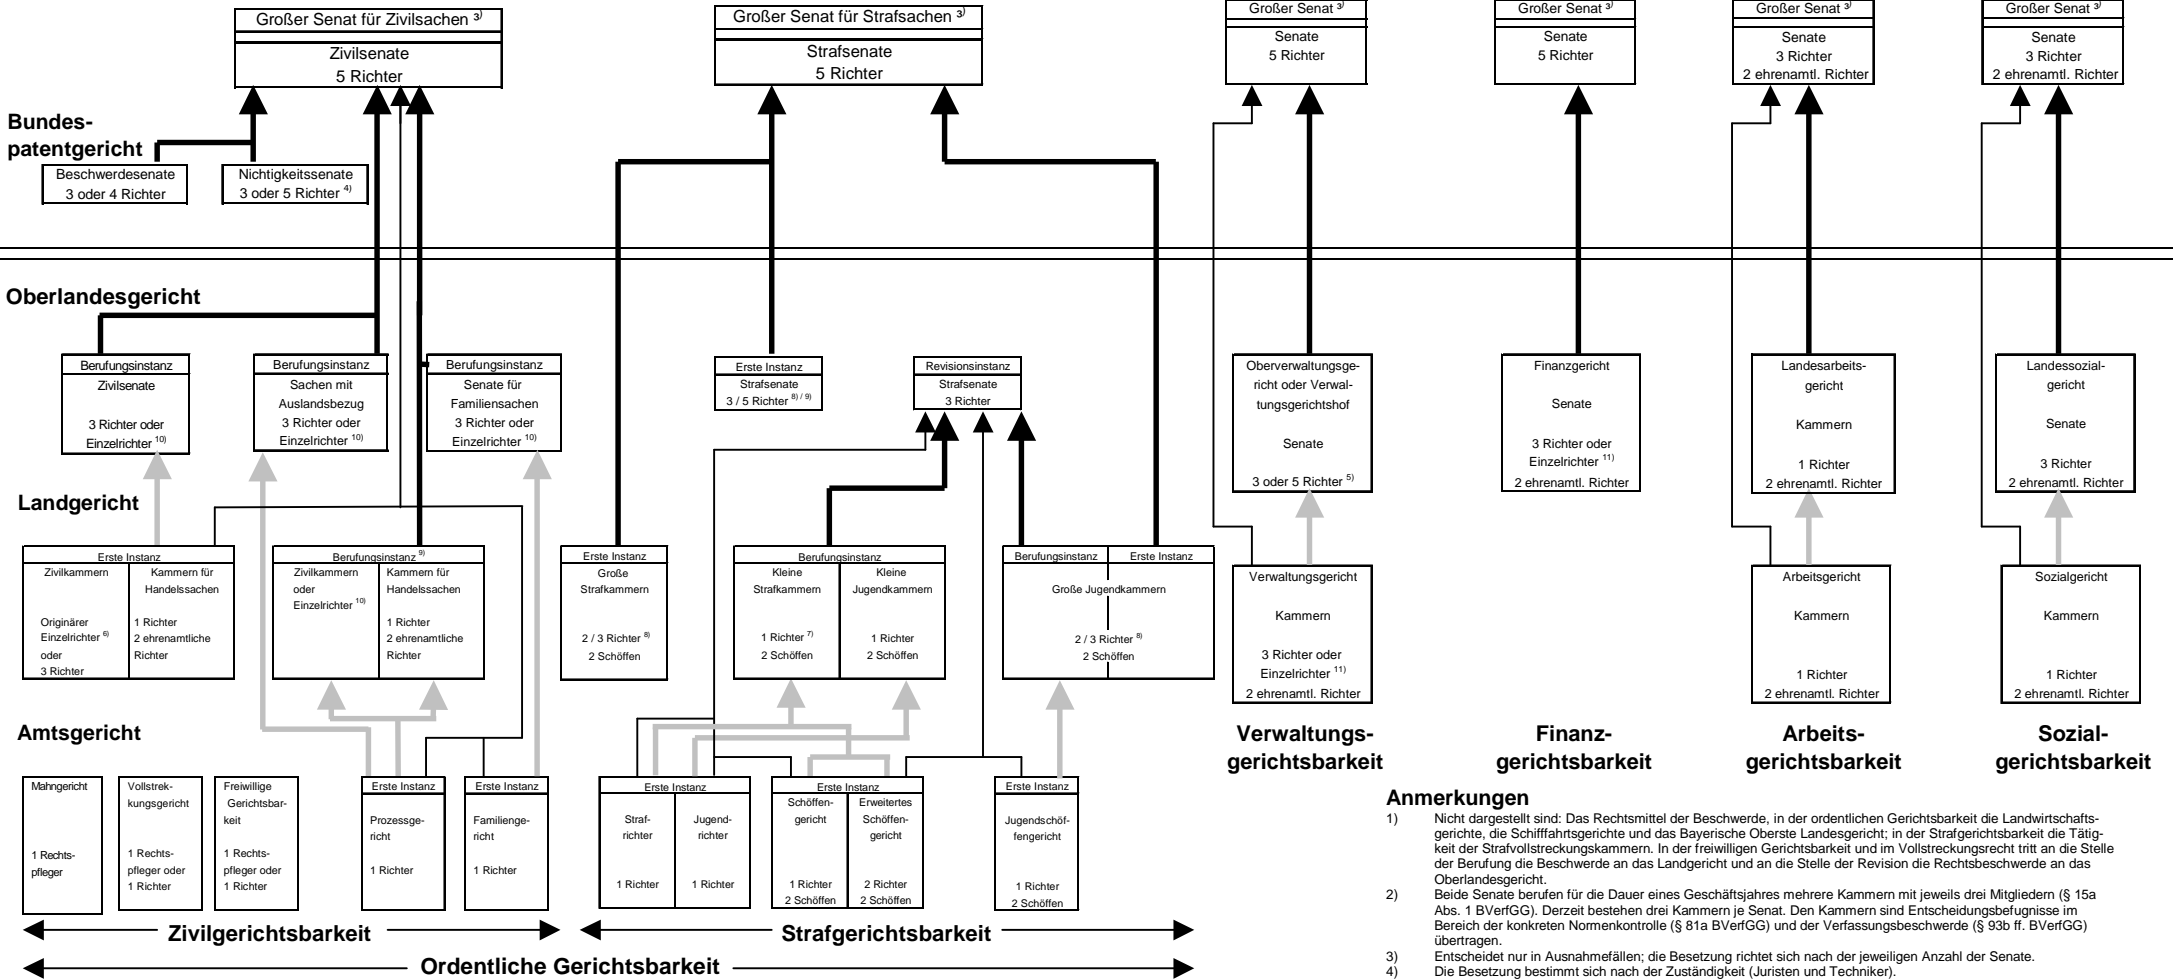 Großer Senat für Zivilsachen ³⁾
Zivilsenate
5 Richter
Großer Senat für Strafsachen ³⁾
Strafsenate
5 Richter
Großer Senat ³⁾
Senate
5 Richter
Großer Senat ³⁾
Senate
5 Richter
Großer Senat ³⁾
Senate
3 Richter
2 ehrenamtl. Richter
Großer Senat ³⁾
Senate
3 Richter
2 ehrenamtl. Richter
Bundes-
patentgericht
Beschwerdesenate
3 oder 4 Richter
Nichtigkeitssenate
3 oder 5 Richter ⁴⁾
Oberlandesgericht
Berufungsinstanz
Zivilsenate
3 Richter oder
Einzelrichter ¹⁰⁾
Berufungsinstanz
Sachen mit
Auslandsbezug
3 Richter oder
Einzelrichter ¹⁰⁾
Berufungsinstanz
Senate für
Familiensachen
3 Richter oder
Einzelrichter ¹⁰⁾
Erste Instanz
Strafsenate
3 / 5 Richter ⁸⁾ ᐟ ⁹⁾
Revisionsinstanz
Strafsenate
3 Richter
Oberverwaltungsge-
richt oder Verwal-
tungsgerichtshof
Senate
3 oder 5 Richter ⁵⁾
Finanzgericht
Senate
3 Richter oder
Einzelrichter ¹¹⁾
2 ehrenamtl. Richter
Landesarbeits-
gericht
Kammern
1 Richter
2 ehrenamtl. Richter
Landessozial-
gericht
Senate
3 Richter
2 ehrenamtl. Richter
Landgericht
Erste Instanz
Zivilkammern
Originärer
Einzelrichter ⁶⁾
oder
3 Richter
Kammern für
Handelssachen
1 Richter
2 ehrenamtliche
Richter
Berufungsinstanz ⁹⁾
Zivilkammern
oder
Einzelrichter ¹⁰⁾
Kammern für
Handelssachen
1 Richter
2 ehrenamtliche
Richter
Erste Instanz
Große
Strafkammern
2 / 3 Richter ⁸⁾
2 Schöffen
Berufungsinstanz
Kleine
Strafkammern
1 Richter ⁷⁾
2 Schöffen
Kleine
Jugendkammern
1 Richter
2 Schöffen
Berufungsinstanz
Erste Instanz
Große Jugendkammern
2 / 3 Richter ⁸⁾
2 Schöffen
Verwaltungsgericht
Kammern
3 Richter oder
Einzelrichter ¹¹⁾
2 ehrenamtl. Richter
Arbeitsgericht
Kammern
1 Richter
2 ehrenamtl. Richter
Sozialgericht
Kammern
1 Richter
2 ehrenamtl. Richter
Amtsgericht
Verwaltungs-
gerichtsbarkeit
Finanz-
gerichtsbarkeit
Arbeits-
gerichtsbarkeit
Sozial-
gerichtsbarkeit
Mahngericht
1 Rechts-
pfleger
Vollstrek-
kungsgericht
1 Rechts-
pfleger oder
1 Richter
Freiwillige
Gerichtsbar-
keit
1 Rechts-
pfleger oder
1 Richter
Erste Instanz
Prozessge-
richt
1 Richter
Erste Instanz
Familienge-
richt
1 Richter
Erste Instanz
Straf-
richter
1 Richter
Jugend-
richter
1 Richter
Erste Instanz
Schöffen-
gericht
1 Richter
2 Schöffen
Erweitertes
Schöffen-
gericht
2 Richter
2 Schöffen
Erste Instanz
Jugendschöf-
fengericht
1 Richter
2 Schöffen
Zivilgerichtsbarkeit
Strafgerichtsbarkeit
Ordentliche Gerichtsbarkeit
Anmerkungen
1) Nicht dargestellt sind: Das Rechtsmittel der Beschwerde, in der ordentlichen Gerichtsbarkeit die Landwirtschafts-
gerichte, die Schifffahrtsgerichte und das Bayerische Oberste Landesgericht; in der Strafgerichtsbarkeit die Tätig-
keit der Strafvollstreckungskammern. In der freiwilligen Gerichtsbarkeit und im Vollstreckungsrecht tritt an die Stelle
der Berufung die Beschwerde an das Landgericht und an die Stelle der Revision die Rechtsbeschwerde an das
Oberlandesgericht.
2) Beide Senate berufen für die Dauer eines Geschäftsjahres mehrere Kammern mit jeweils drei Mitgliedern (§ 15a
Abs. 1 BVerfGG). Derzeit bestehen drei Kammern je Senat. Den Kammern sind Entscheidungsbefugnisse im
Bereich der konkreten Normenkontrolle (§ 81a BVerfGG) und der Verfassungsbeschwerde (§ 93b ff. BVerfGG)
übertragen.
3) Entscheidet nur in Ausnahmefällen; die Besetzung richtet sich nach der jeweiligen Anzahl der Senate.
4) Die Besetzung bestimmt sich nach der Zuständigkeit (Juristen und Techniker).